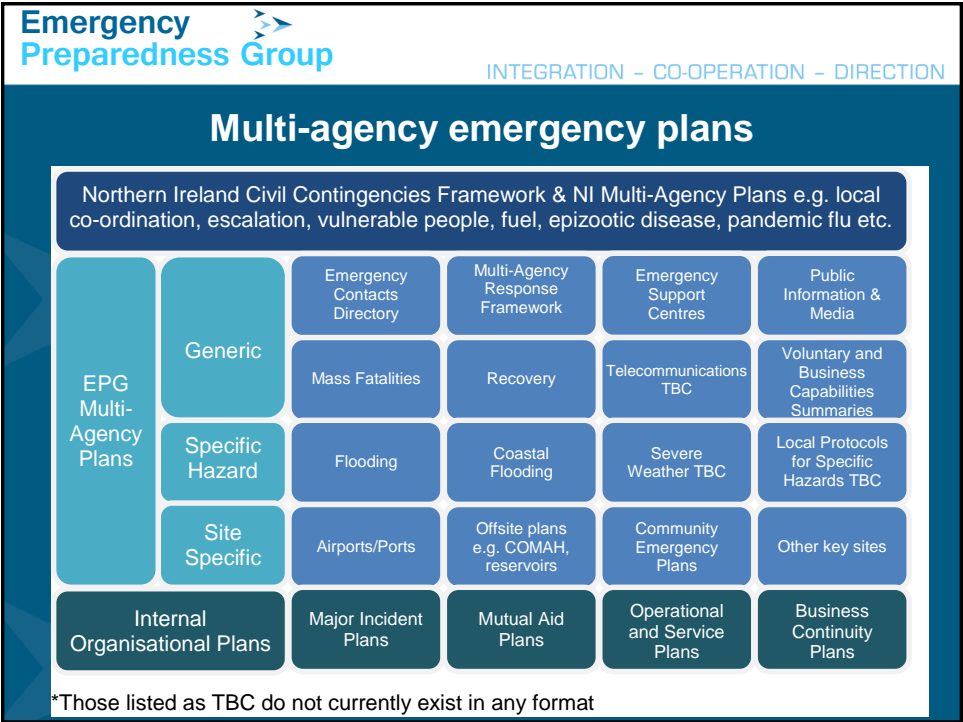 Emergency
Preparedness Group
INTEGRATION – CO-OPERATION – DIRECTION
Multi-agency emergency plans
Northern Ireland Civil Contingencies Framework & NI Multi-Agency Plans e.g. local
co-ordination, escalation, vulnerable people, fuel, epizootic disease, pandemic flu etc.
EPG
Multi-
Agency
Plans
Generic
Emergency
Contacts
Directory
Multi-Agency
Response
Framework
Emergency
Support
Centres
Public
Information &
Media
Mass Fatalities
Recovery
Telecommunications
TBC
Voluntary and
Business
Capabilities
Summaries
Specific
Hazard
Flooding
Coastal
Flooding
Severe
Weather TBC
Local Protocols
for Specific
Hazards TBC
Site
Specific
Airports/Ports
Offsite plans
e.g. COMAH,
reservoirs
Community
Emergency
Plans
Other key sites
Internal
Organisational Plans
Major Incident
Plans
Mutual Aid
Plans
Operational
and Service
Plans
Business
Continuity
Plans
*Those listed as TBC do not currently exist in any format